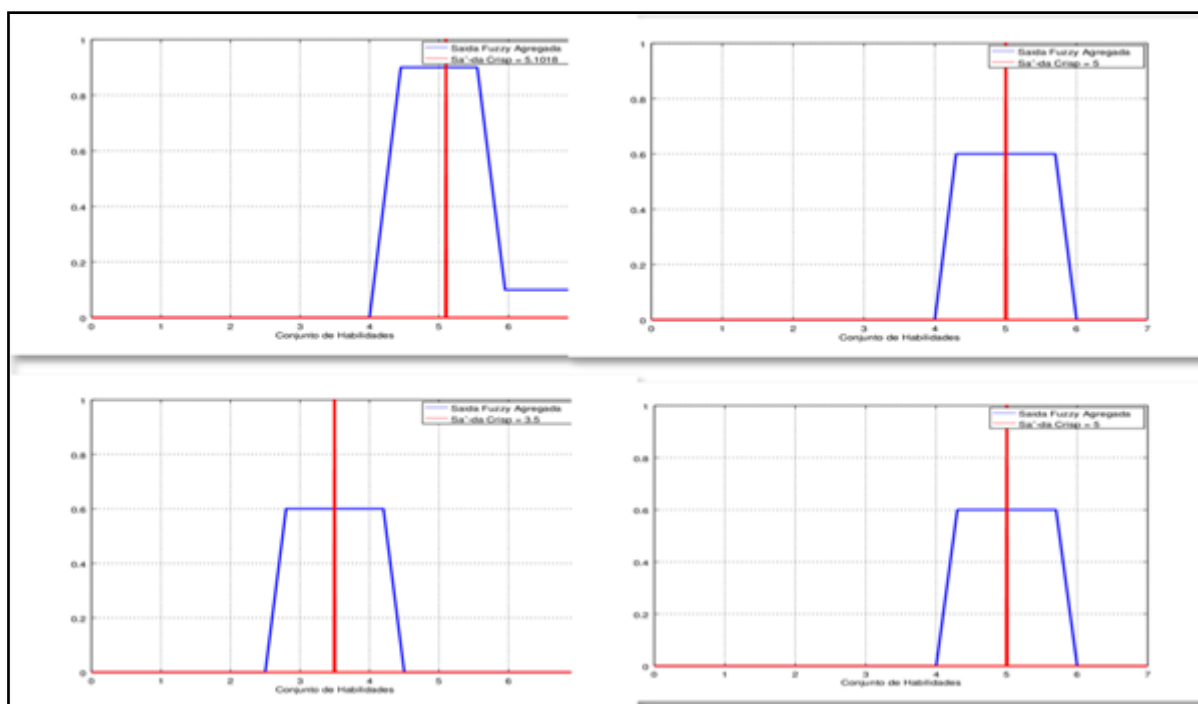 1
Saida Fuzzy Agregada
Sa´-da Crisp = 5.1018
0.8
0.6
0.4
0.2
0
0 1 2 3 4 5 6
Conjunto de Habilidades
1
Saida Fuzzy Agregada
Sa´-da Crisp = 5
0.8
0.6
0.4
0.2
0
0 1 2 3 4 5 6 7
Conjunto de Habilidades
1
Saida Fuzzy Agregada
Sa´-da Crisp = 3.5
0.8
0.6
0.4
0.2
0
0 1 2 3 4 5 6
Conjunto de Habilidades
1
Saida Fuzzy Agregada
Sa´-da Crisp = 5
0.8
0.6
0.4
0.2
0
0 1 2 3 4 5 6 7
Conjunto de Habilidades